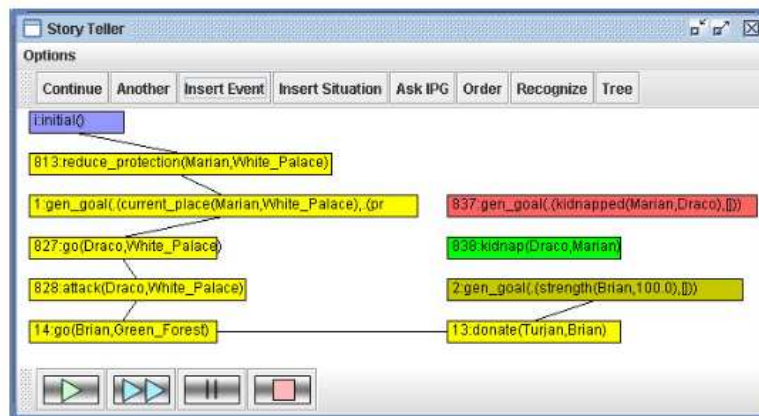 Story Teller
Options
Continue Another Insert Event Insert Situation Ask IPG Order Recognize Tree
i:initial()
813:reduce_protection(Marian,White_Palace)
1:gen_goal(.(current_place(Marian,White_Palace),.(pr
837:gen_goal(.(kidnapped(Marian,Draco),[]))
827:go(Draco,White_Palace)
838:kidnap(Draco,Marian)
828:attack(Draco,White_Palace)
2:gen_goal(.(strength(Brian,100.0),[]))
14:go(Brian,Green_Forest)
13:donate(Turjan,Brian)